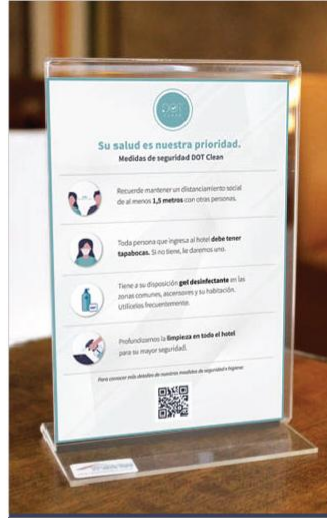 DOT
CLEAN
Su salud es nuestra prioridad.
Medidas de seguridad DOT Clean
Recuerde mantener un distanciamiento social
de al menos 1,5 metros con otras personas.
Toda persona que ingresa al hotel debe tener
tapabocas. Si no tiene, le daremos uno.
Tiene a su disposición gel desinfectante en las
zonas comunes, ascensores y su habitación.
Utilícelos frecuentemente.
Profundizamos la limpieza en todo el hotel
para su mayor seguridad.
Para conocer más detalles de nuestras medidas de seguridad e higiene: